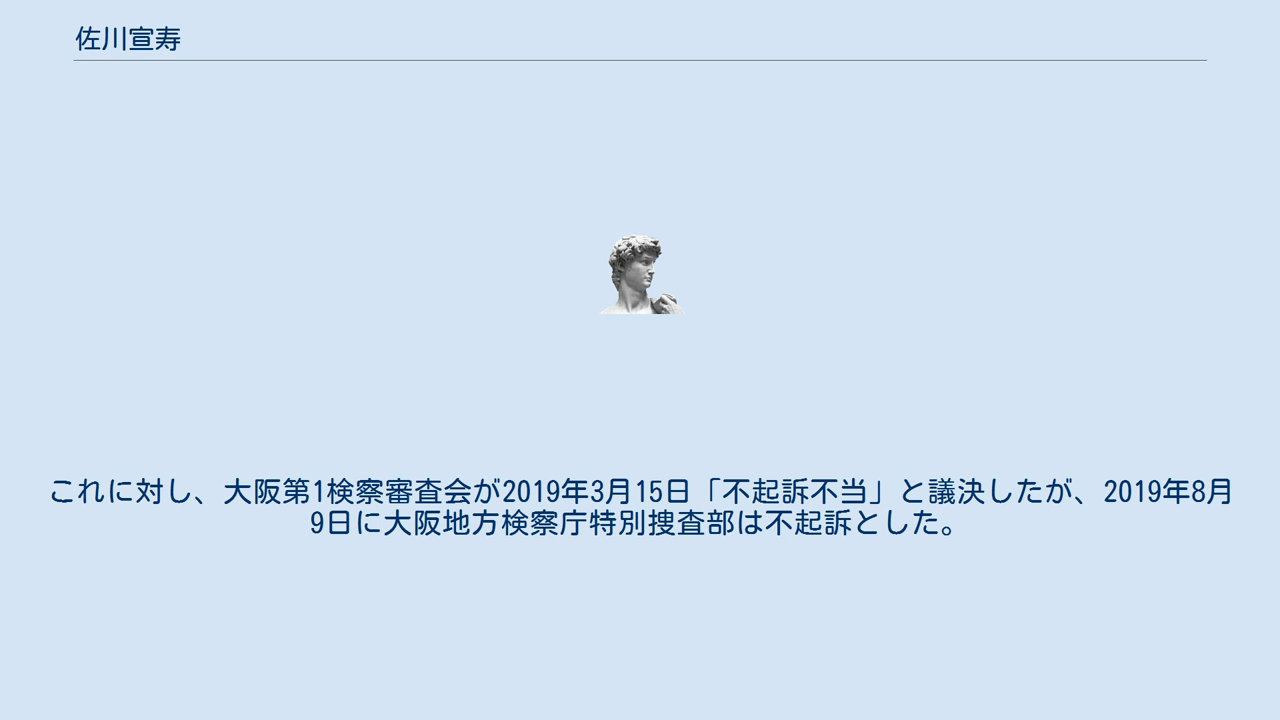 佐川宣寿
これに対し、大阪第1検察審査会が2019年3月15日「不起訴不当」と議決したが、2019年8月
9日に大阪地方検察庁特別捜査部は不起訴とした。